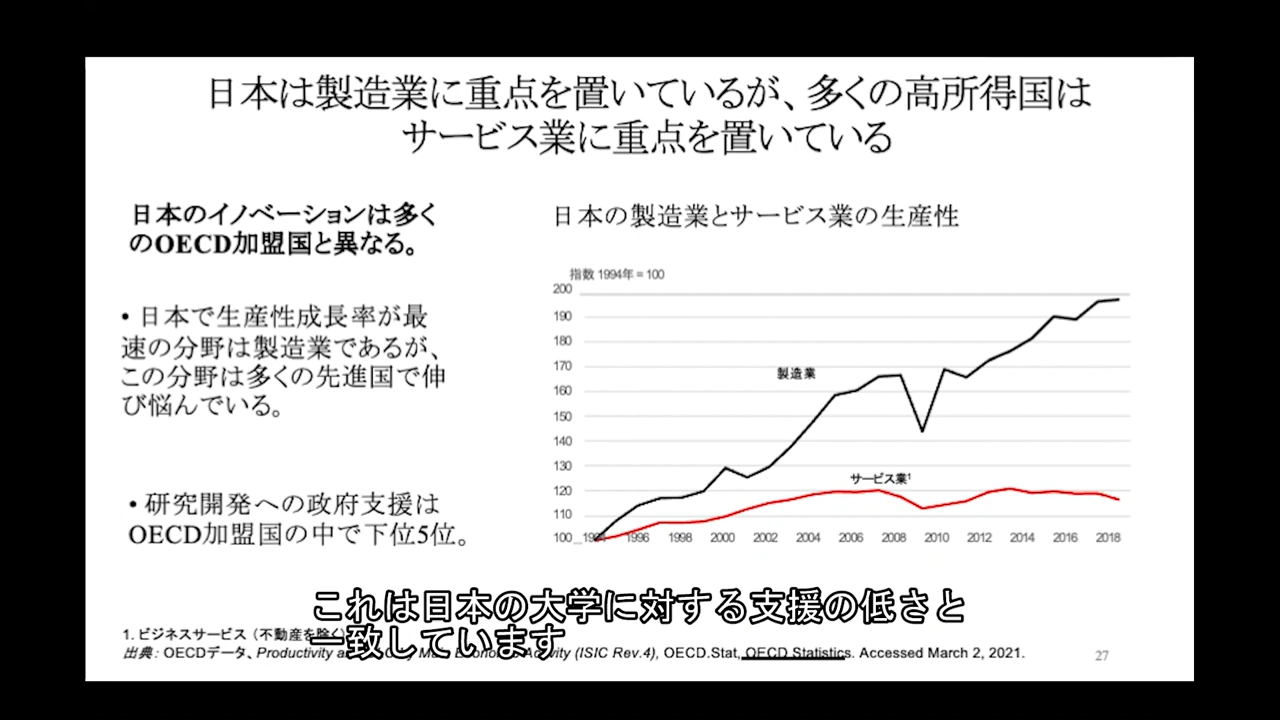 日本は製造業に重点を置いているが、多くの高所得国は
サービス業に重点を置いている
日本のイノベーションは多く
のOECD加盟国と異なる。
• 日本で生産性成長率が最
速の分野は製造業であるが、
この分野は多くの先進国で伸
び悩んでいる。
• 研究開発への政府支援は
OECD加盟国の中で下位5位。
日本の製造業とサービス業の生産性
指数 1994年 = 100
200
190
180
170
160
150
140
130
120
110
100
製造業
サービス業¹
1994 1996 1998 2000 2002 2004 2006 2008 2010 2012 2014 2016 2018
これは日本の大学に対する支援の低さと
一致しています
1. ビジネスサービス（不動産を除く）
出典： OECDデータ、Productivity a Economic Activity (ISIC Rev.4), OECD.Stat, OECD Statistics. Accessed March 2, 2021.
27